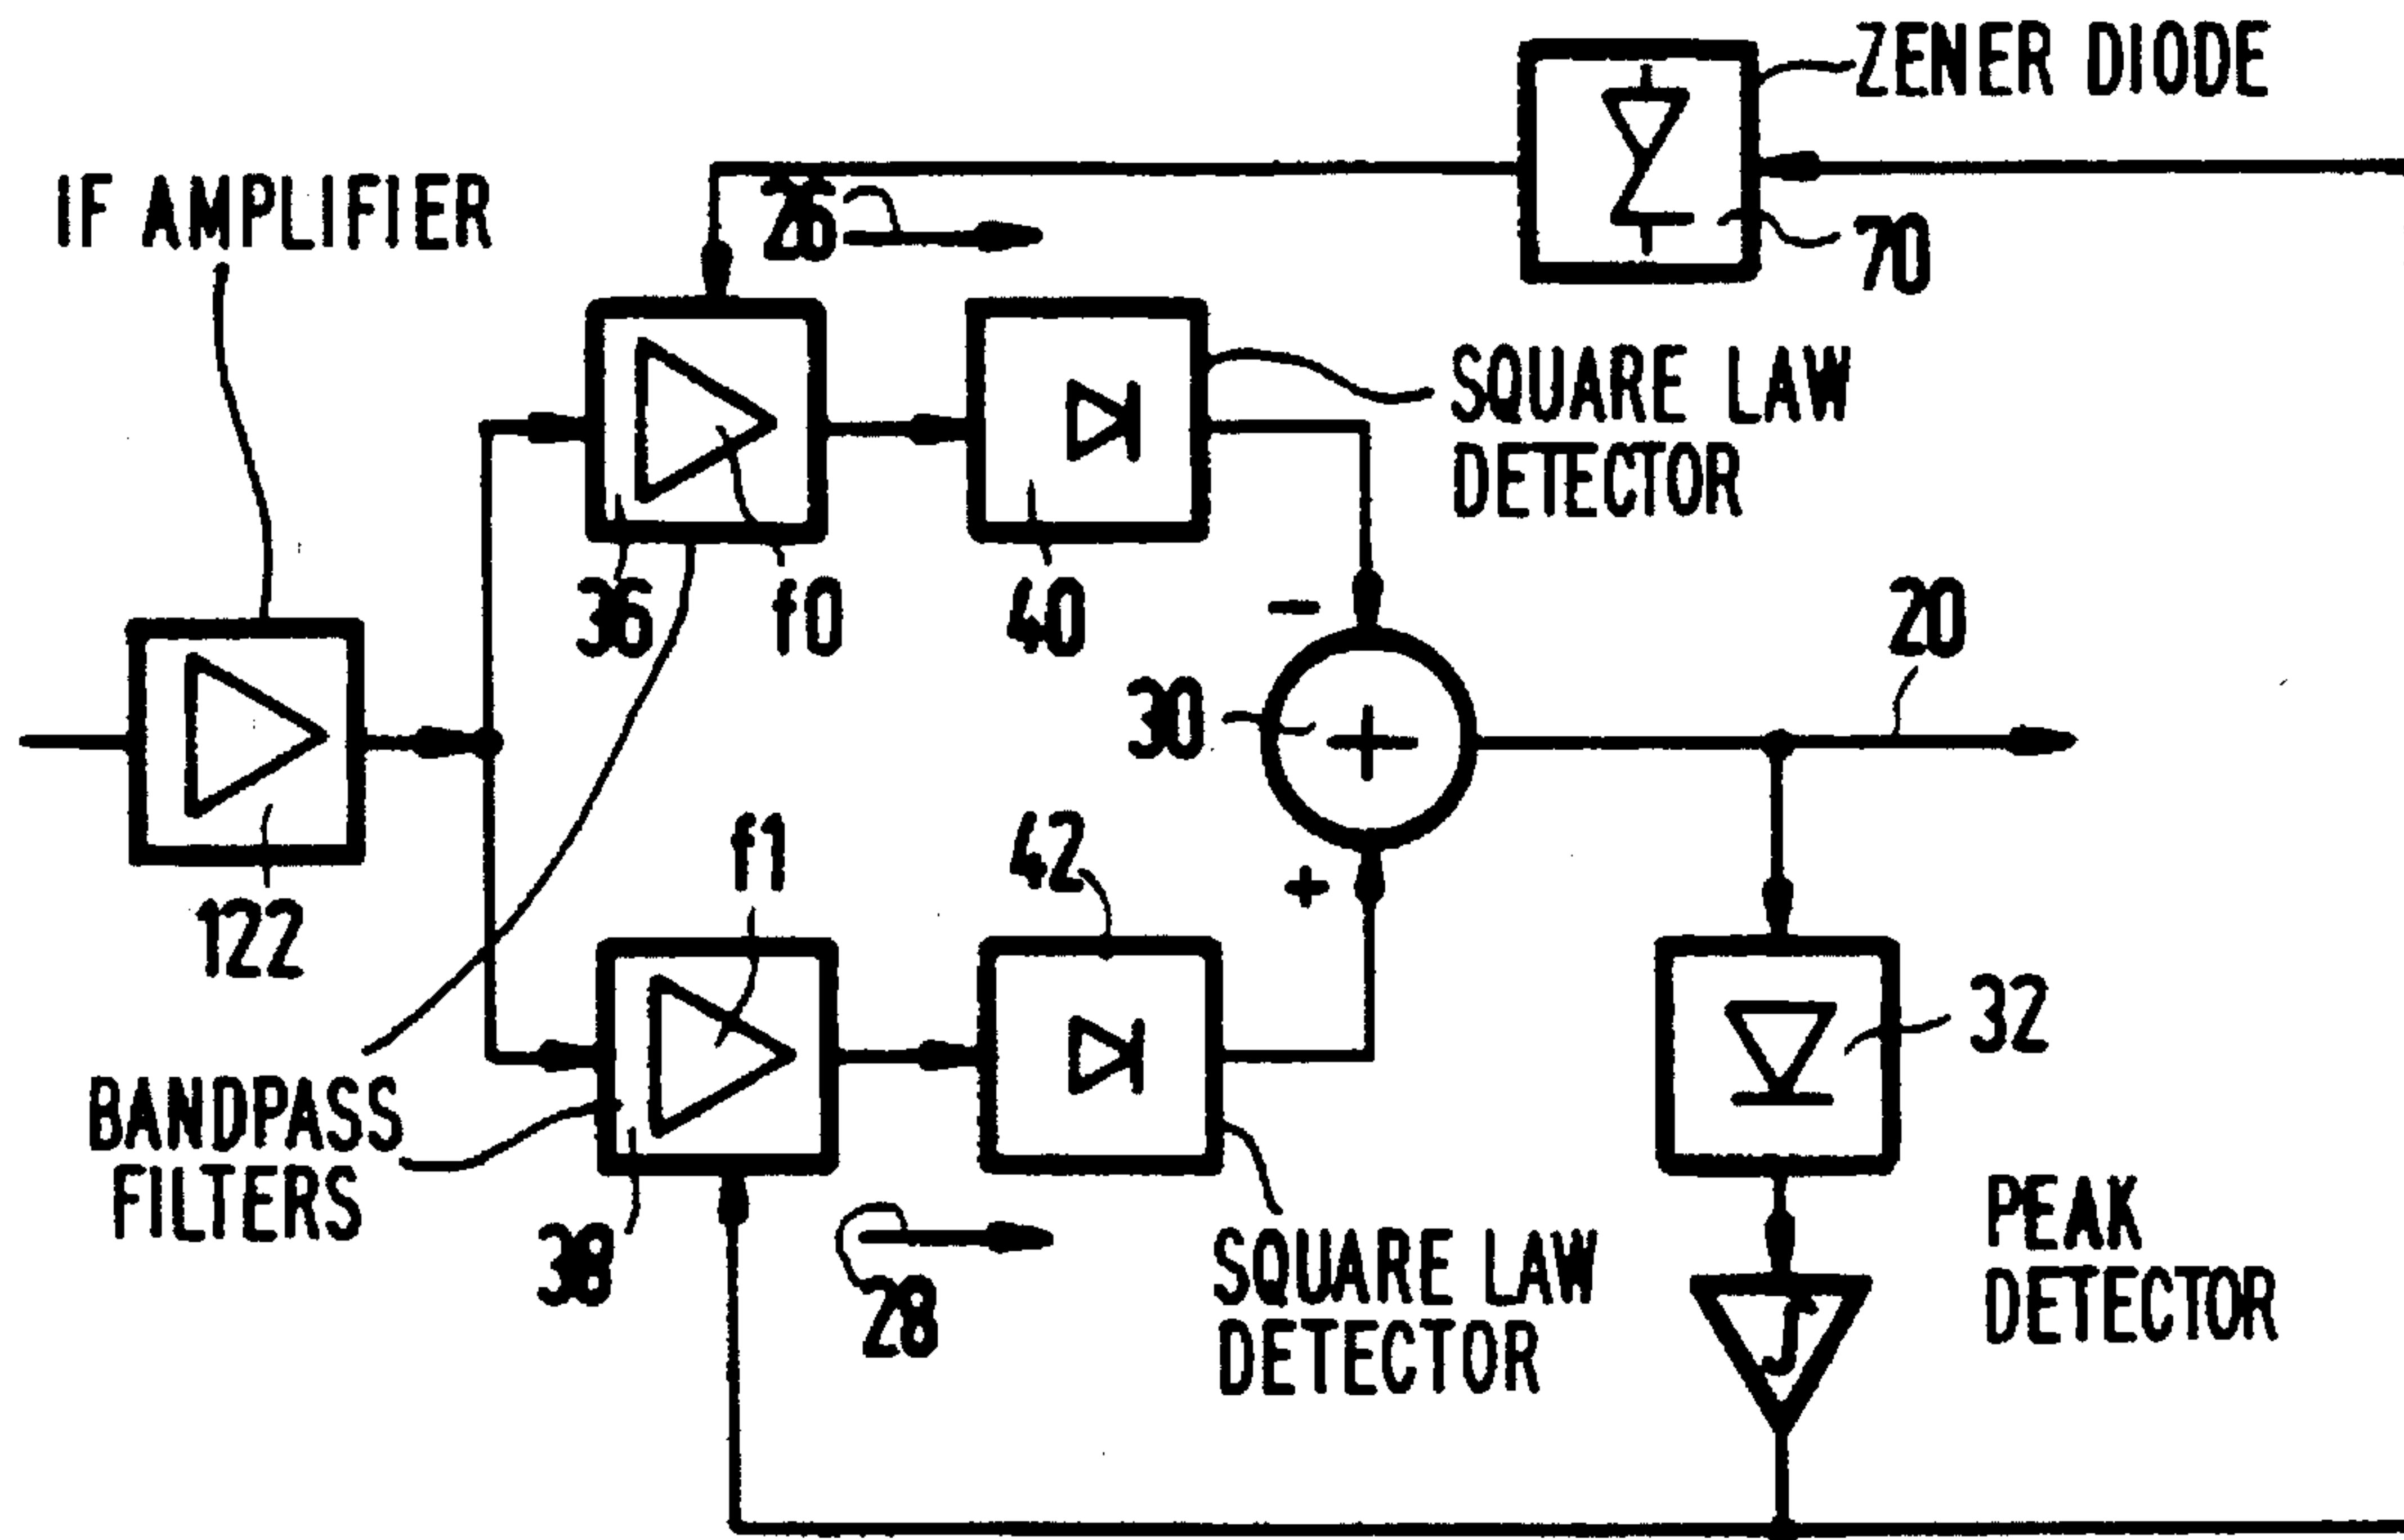 ZENER DIODE
IF AMPLIFIER
26
70
SQUARE LAW
DETECTOR
36
f0
40
20
30
-
+
f1
42
122
+
32
BANDPASS
FILTERS
38
28
SQUARE LAW
DETECTOR
PEAK
DETECTOR
∫